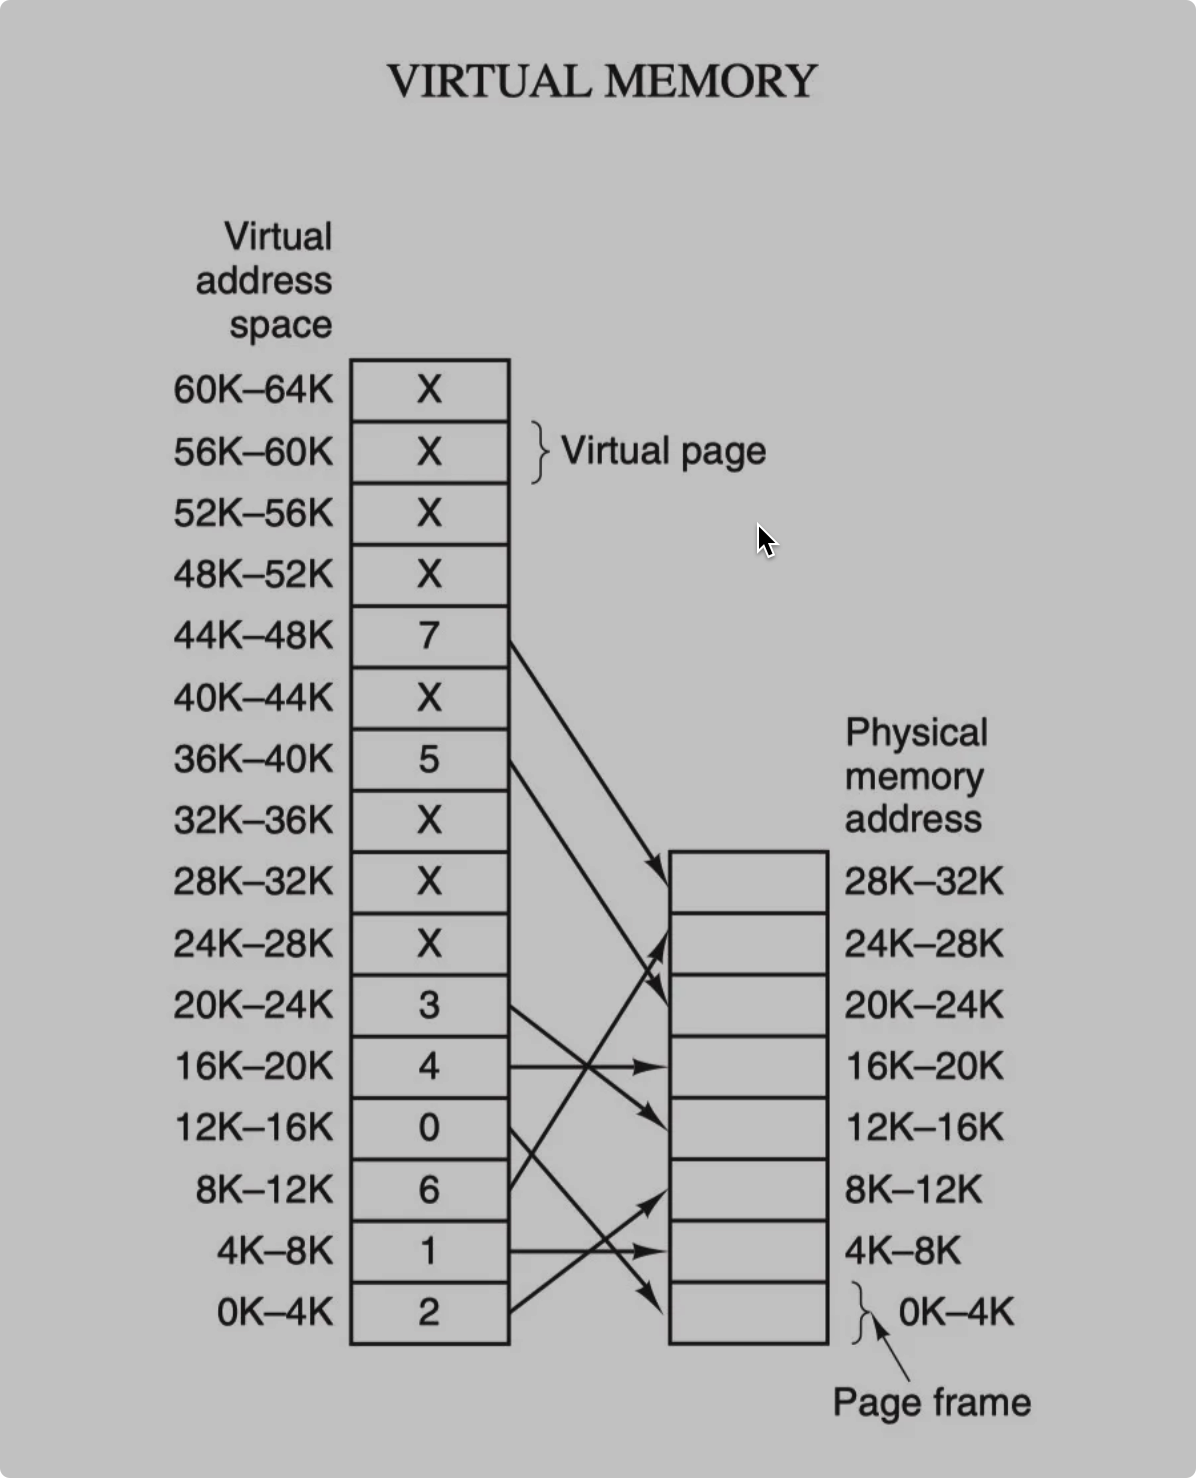 VIRTUAL MEMORY
Virtual
address
space
60K–64K X
56K–60K X Virtual page
52K–56K X
48K–52K X
44K–48K 7
40K–44K X
36K–40K 5
32K–36K X
28K–32K X
24K–28K X
20K–24K 3
16K–20K 4
12K–16K 0
8K–12K 6
4K–8K 1
0K–4K 2
Physical
memory
address
28K–32K
24K–28K
20K–24K
16K–20K
12K–16K
8K–12K
4K–8K
0K–4K
Page frame